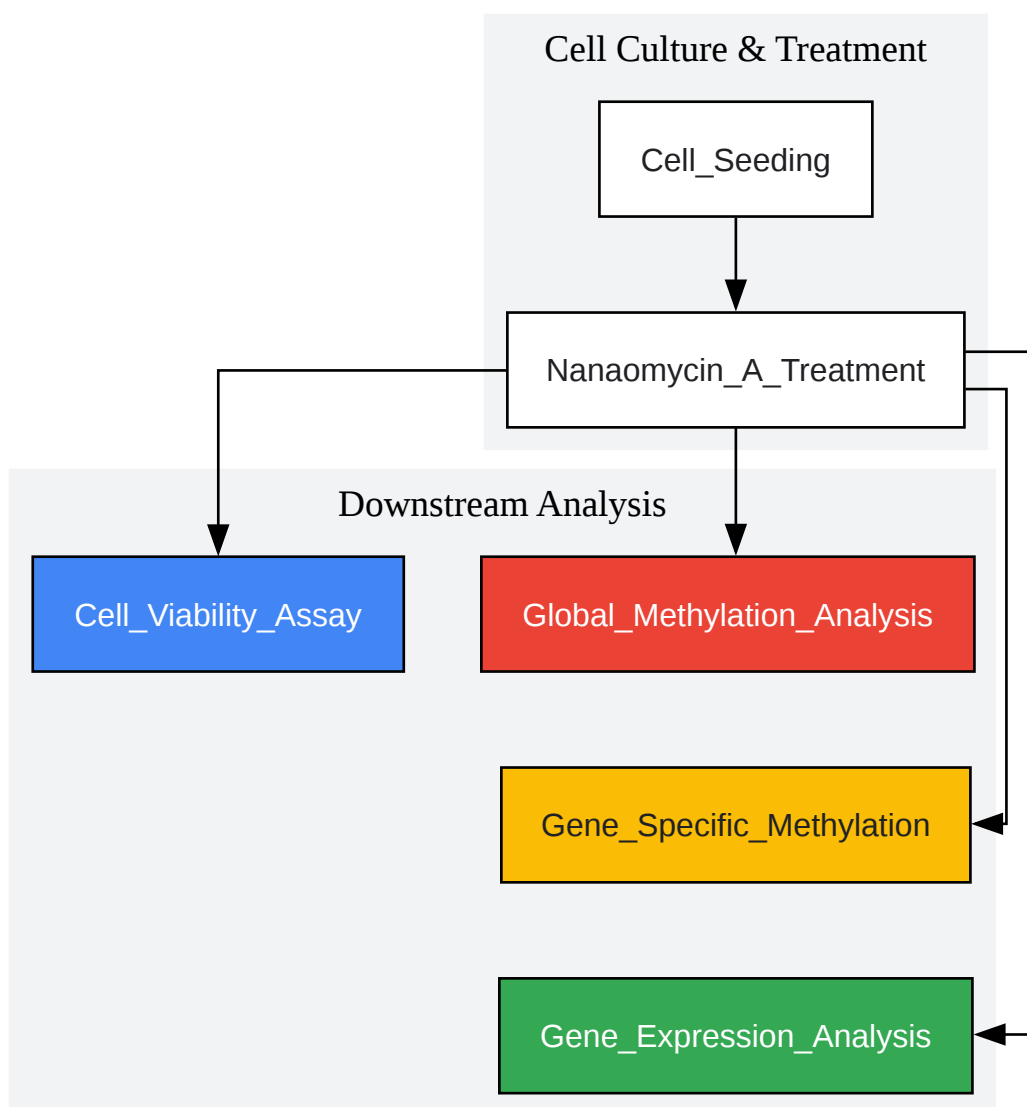 Cell Culture & Treatment
Cell_Seeding
Nanaomycin_A_Treatment
Downstream Analysis
Cell_Viability_Assay
Global_Methylation_Analysis
Gene_Specific_Methylation
Gene_Expression_Analysis